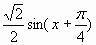 √2/2 sin( x + π/4 )